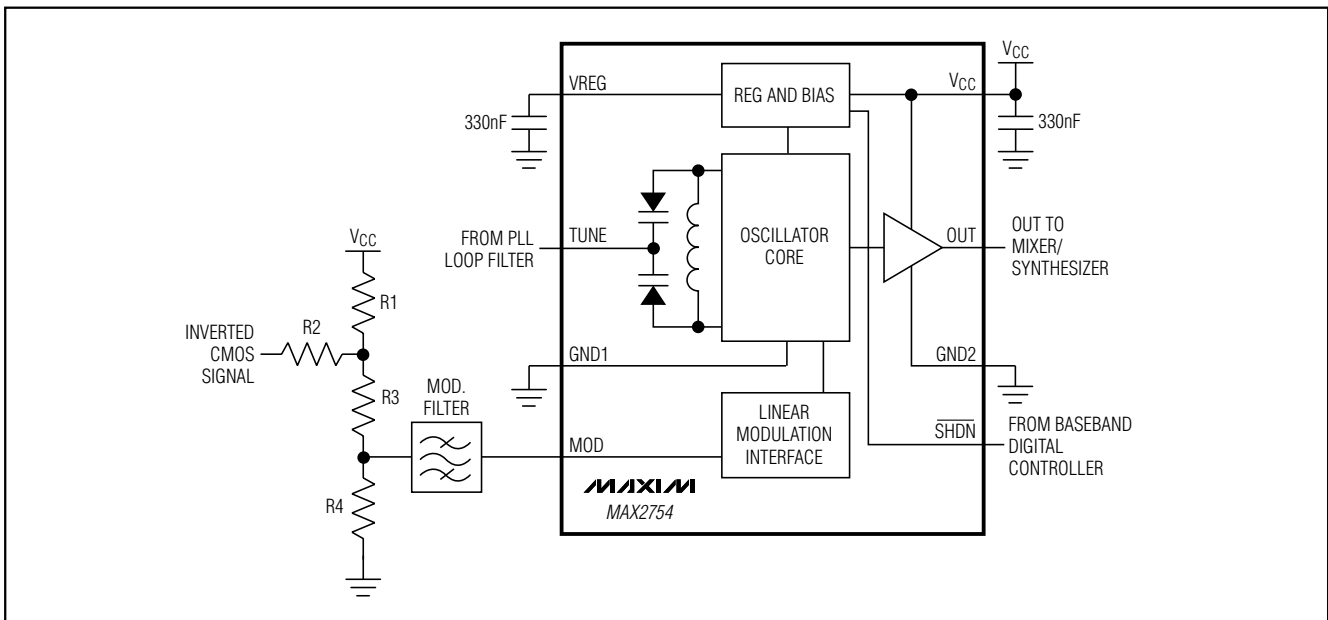 VCC
VREG
REG AND BIAS
VCC
330nF
330nF
FROM PLL
LOOP FILTER
TUNE
OSCILLATOR
CORE
OUT
OUT TO
MIXER/
SYNTHESIZER
VCC
R1
INVERTED
CMOS
SIGNAL
R2
R3
GND1
GND2
MOD.
FILTER
LINEAR
MODULATION
INTERFACE
SHDN
FROM BASEBAND
DIGITAL
CONTROLLER
MOD
R4
MAXIM
MAX2754